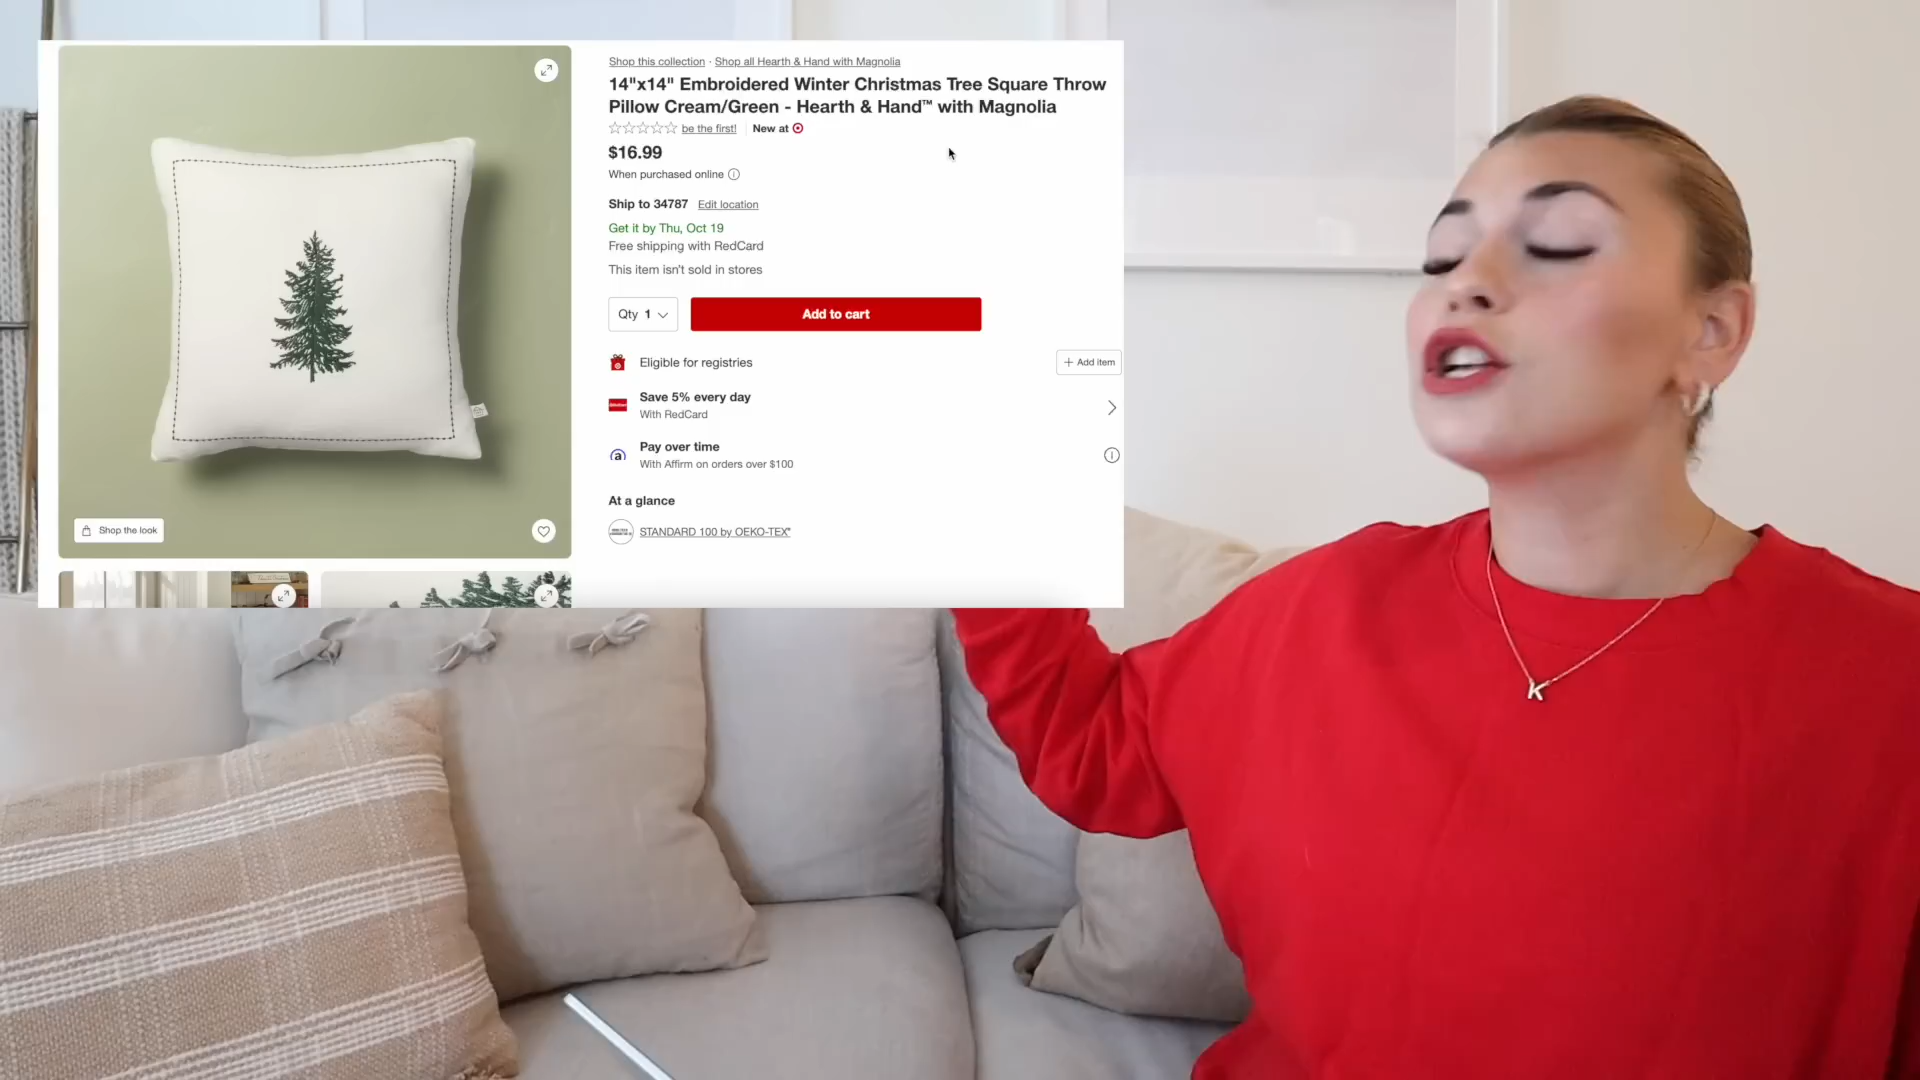 Shop this collection · Shop all Hearth & Hand with Magnolia
14"x14" Embroidered Winter Christmas Tree Square Throw
Pillow Cream/Green - Hearth & Hand™ with Magnolia
be the first! New at
$16.99
When purchased online
Ship to 34787 Edit location
Get it by Thu, Oct 19
Free shipping with RedCard
This item isn't sold in stores
Qty 1
Add to cart
Eligible for registries
+ Add item
Save 5% every day
With RedCard
Pay over time
With Affirm on orders over $100
At a glance
STANDARD 100 by OEKO-TEX®
Shop the look
K